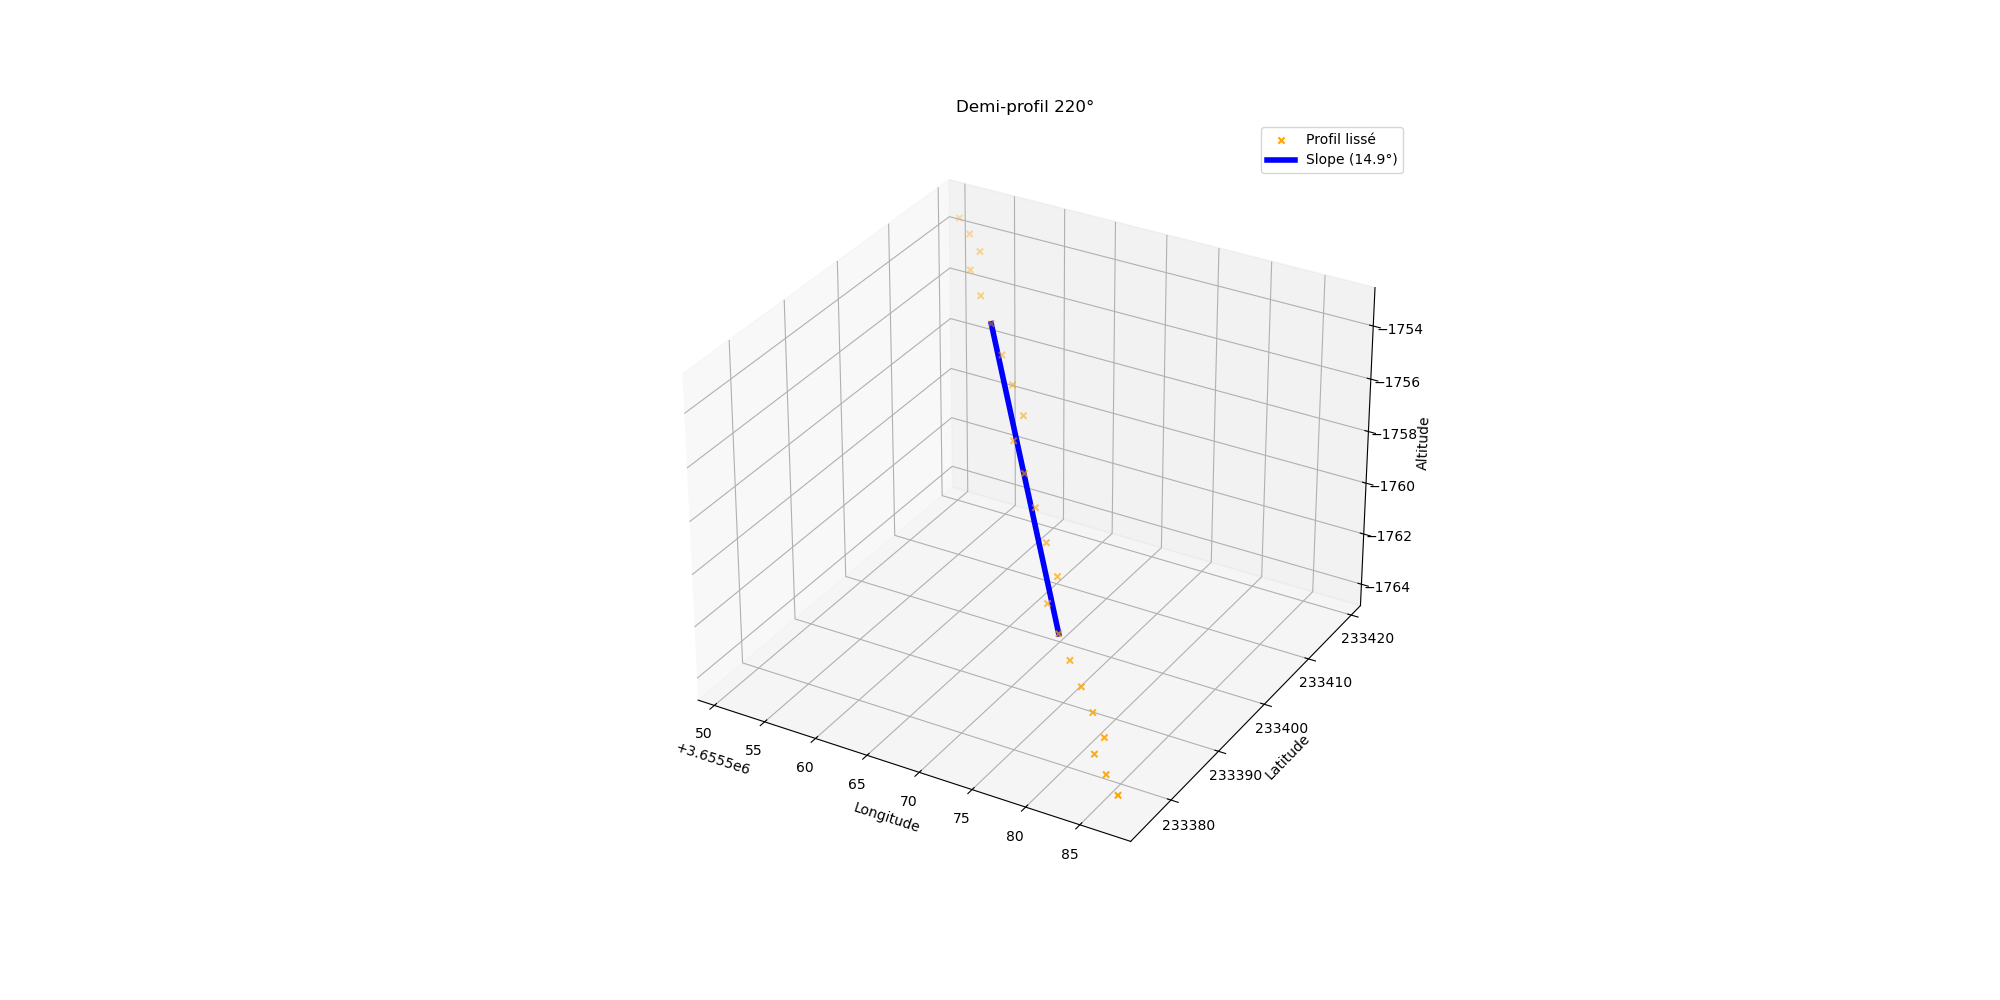 Demi-profil 220°
Profil lissé
Slope (14.9°)
−1754
−1756
−1758
−1760
−1762
−1764
Altitude
233420
233410
233400
233390
233380
Latitude
50
55
60
65
70
75
80
85
+3.6555e6
Longitude